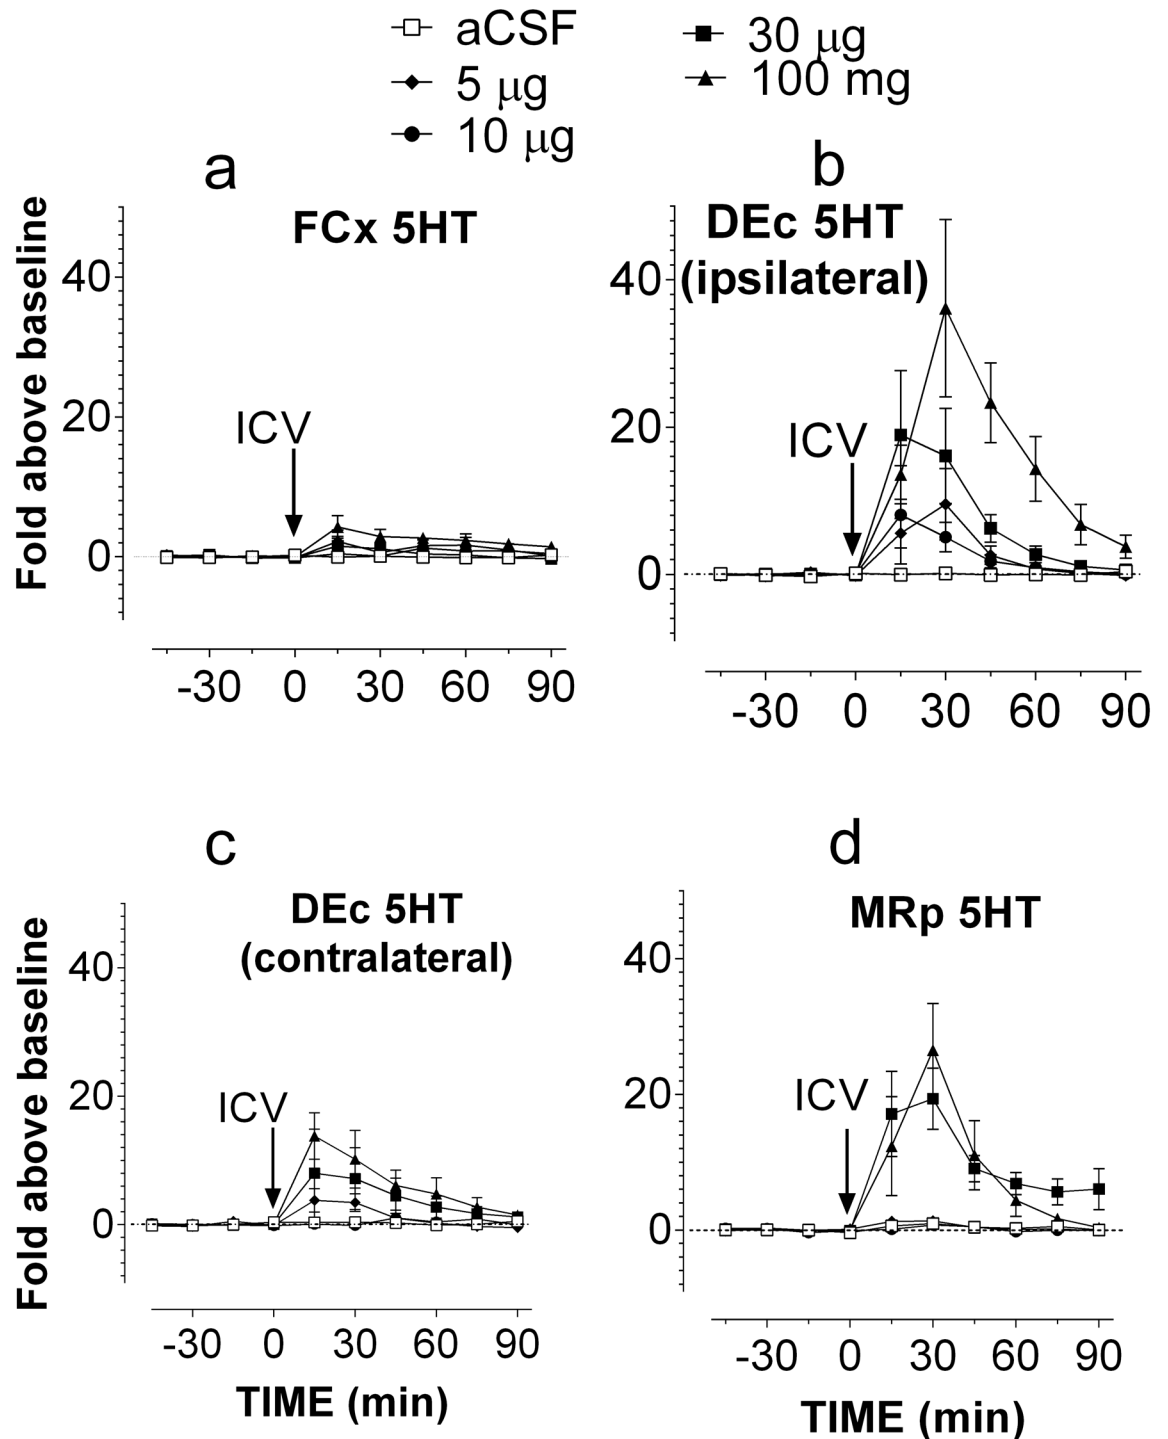 aCSF
5 µg
10 µg
30 µg
100 mg
a
FCx 5HT
Fold above baseline
40
20
0
ICV
-30 0 30 60 90
b
DEc 5HT
(ipsilateral)
40
20
0
ICV
-30 0 30 60 90
c
DEc 5HT
(contralateral)
Fold above baseline
40
20
0
ICV
-30 0 30 60 90
TIME (min)
d
MRp 5HT
40
20
0
ICV
-30 0 30 60 90
TIME (min)